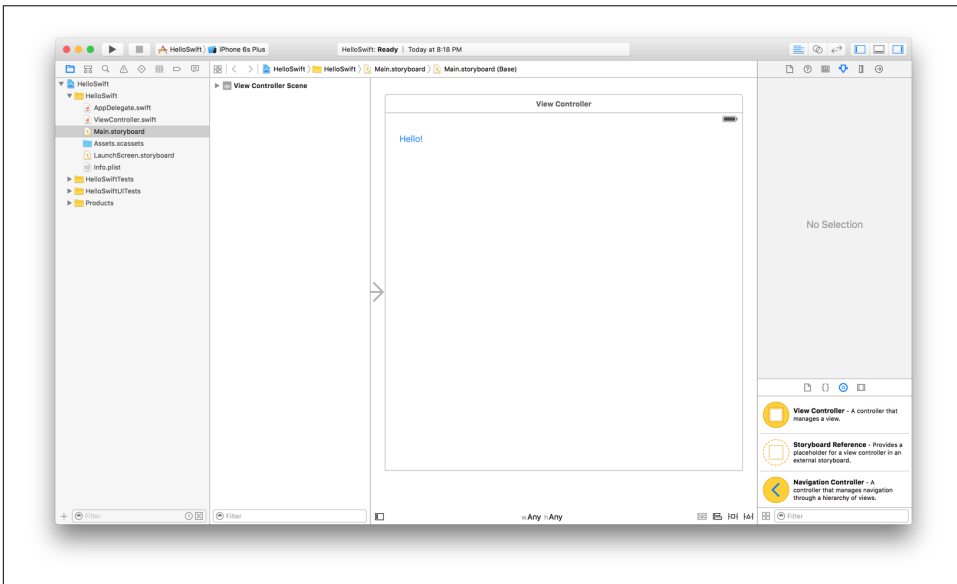 HelloSwift
iPhone 6s Plus
HelloSwift: Ready | Today at 8:18 PM
HelloSwift
HelloSwift
Main.storyboard
Main.storyboard (Base)
HelloSwift
HelloSwift
AppDelegate.swift
ViewController.swift
Main.storyboard
Assets.xcassets
LaunchScreen.storyboard
Info.plist
HelloSwiftTests
HelloSwiftUITests
Products
View Controller Scene
View Controller
Hello!
No Selection
View Controller - A controller that
manages a view.
Storyboard Reference - Provides a
placeholder for a view controller in an
external storyboard.
Navigation Controller - A
controller that manages navigation
through a hierarchy of views.
Filter
Filter
wAny hAny
Filter